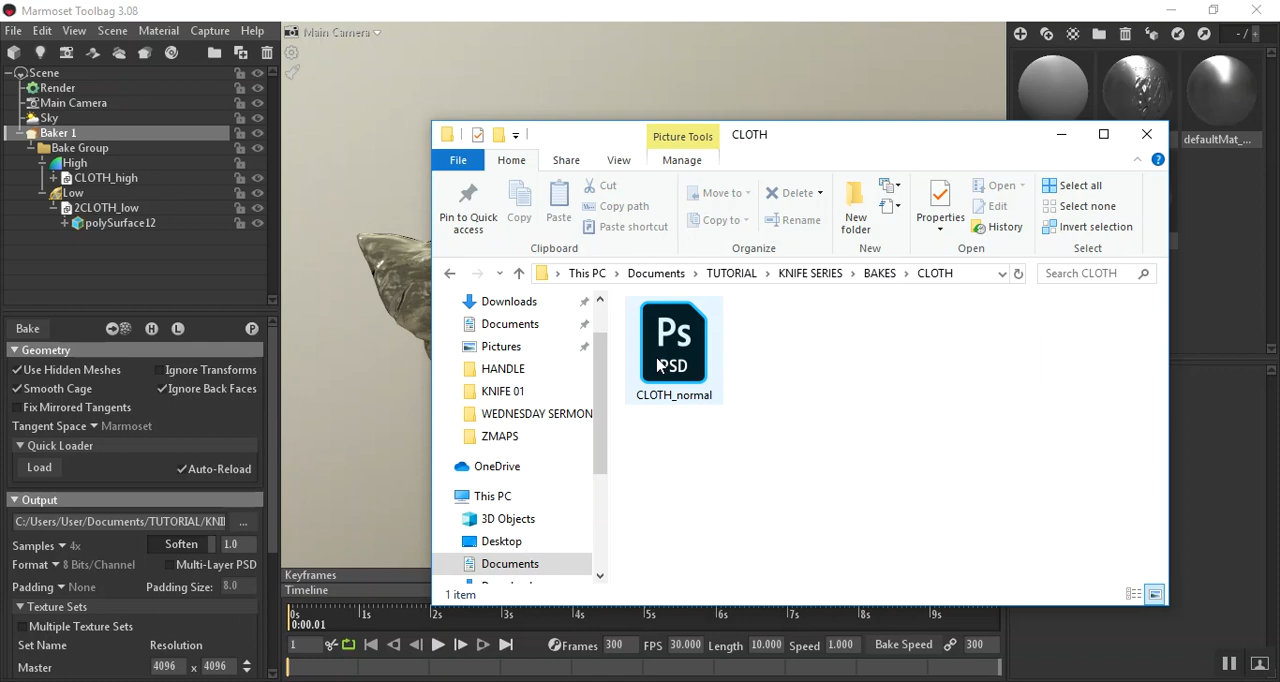 Marmoset Toolbag 3.08
File Edit View Scene Material Capture Help
Main Camera
- /+
Scene
Render
Main Camera
Sky
Baker 1
Bake Group
High
CLOTH_high
Low
2CLOTH_low
polySurface12
defaultMat_...
Picture Tools CLOTH
File Home Share View Manage
Pin to Quick access
Copy
Paste
Cut
Copy path
Paste shortcut
Clipboard
Move to
Copy to
Delete
Rename
Organize
New folder
New
Properties
Open
Edit
History
Open
Select all
Select none
Invert selection
Select
This PC Documents TUTORIAL KNIFE SERIES BAKES CLOTH
Search CLOTH
Downloads
Documents
Pictures
HANDLE
KNIFE 01
WEDNESDAY SERMON
ZMAPS
OneDrive
This PC
3D Objects
Desktop
Documents
Ps
PSD
CLOTH_normal
1 item
Bake H L P
Geometry
Use Hidden Meshes Ignore Transforms
Smooth Cage Ignore Back Faces
Fix Mirrored Tangents
Tangent Space Marmoset
Quick Loader
Load Auto-Reload
Output
C:/Users/User/Documents/TUTORIAL/KNI ...
Samples 4x Soften 1.0
Format 8 Bits/Channel Multi-Layer PSD
Padding None Padding Size: 8.0
Texture Sets
Multiple Texture Sets
Set Name Resolution
Master 4096 x 4096
Keyframes
Timeline
0s 1s 2s 3s 4s 5s 6s 7s 8s 9s
0:00.01
1 Frames 300 FPS 30.000 Length 10.000 Speed 1.000 Bake Speed 300